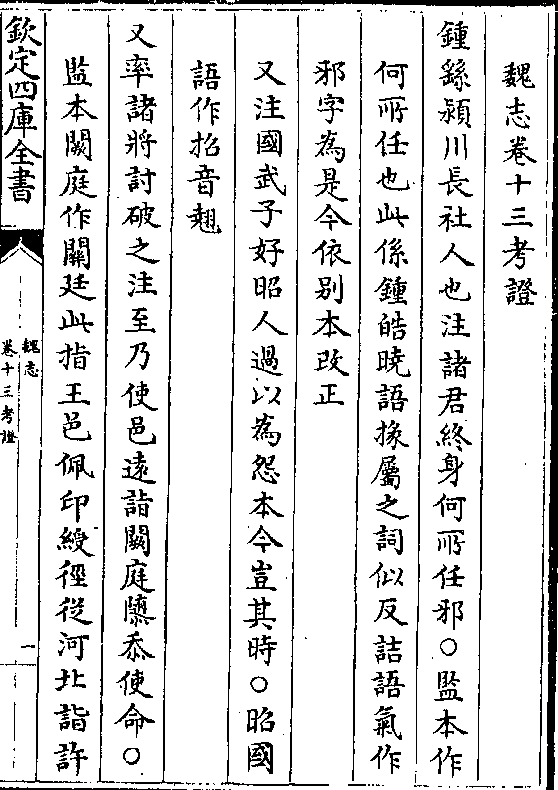 魏志卷十三考證
鍾繇潁川長社人也注諸君終身何所任邪○監本作
何所任也此係鍾皓曉語掾屬之詞似反詰語氣作
邪字為是今依别本改正
又注國武子好昭人過以為怨本今豈其時○昭國
語作招音翹
又率諸將討破之注至乃使邑遠詣闕庭隳忝使命○
監本闕庭作關廷此指王邑佩印綬徑從河北詣許
欽定四庫全書
魏志
卷十三考證
一